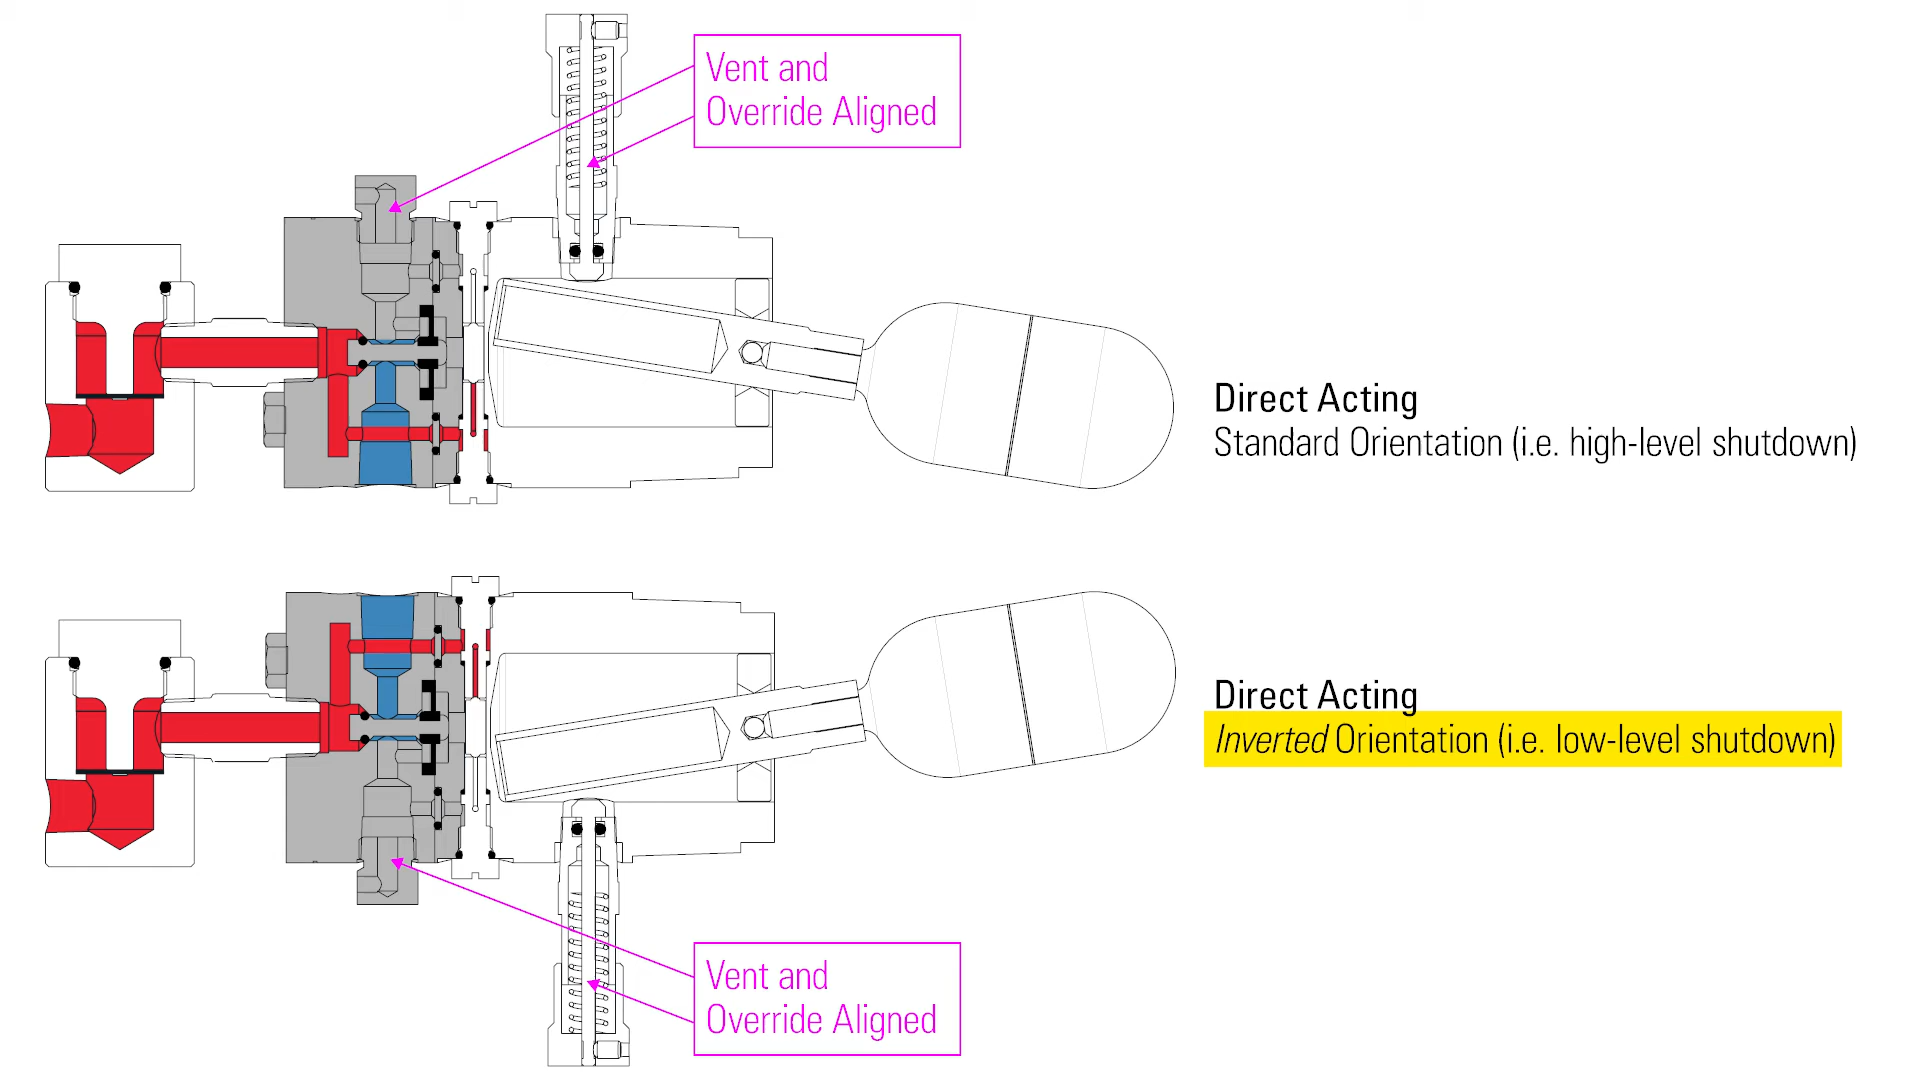 Vent and
Override Aligned
Direct Acting
Standard Orientation (i.e. high-level shutdown)
Direct Acting
Inverted Orientation (i.e. low-level shutdown)
Vent and
Override Aligned